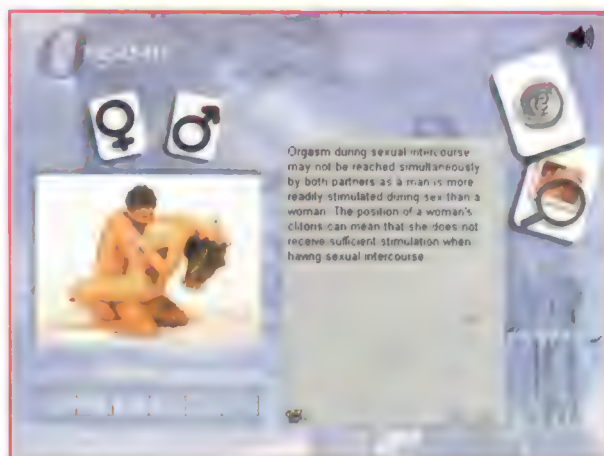 Orgasm
Orgasm during sexual intercourse
may not be reached simultaneously
by both partners as a man is more
readily stimulated during sex than a
woman. The position of a woman's
clitoris can mean that she does not
receive sufficient stimulation when
having sexual intercourse